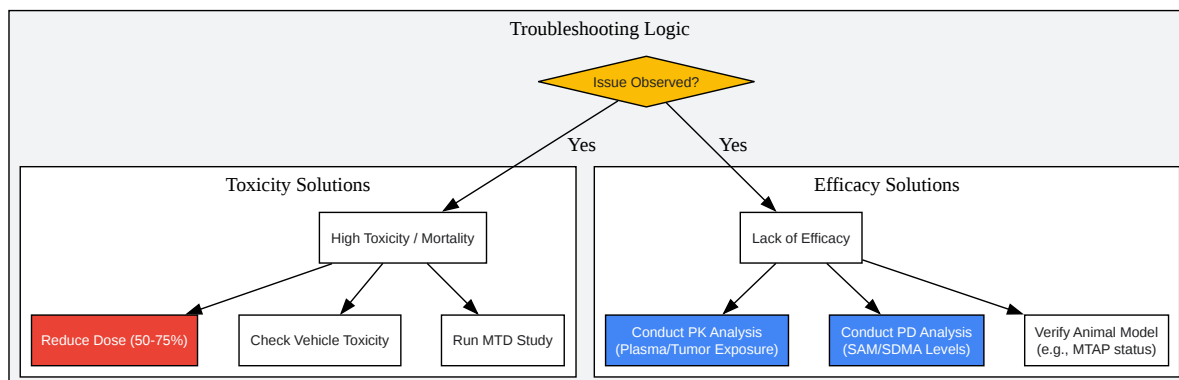 Troubleshooting Logic
Issue Observed?
Yes
Yes
Toxicity Solutions
Efficacy Solutions
High Toxicity / Mortality
Lack of Efficacy
Reduce Dose (50-75%)
Check Vehicle Toxicity
Run MTD Study
Conduct PK Analysis
(Plasma/Tumor Exposure)
Conduct PD Analysis
(SAM/SDMA Levels)
Verify Animal Model
(e.g., MTAP status)